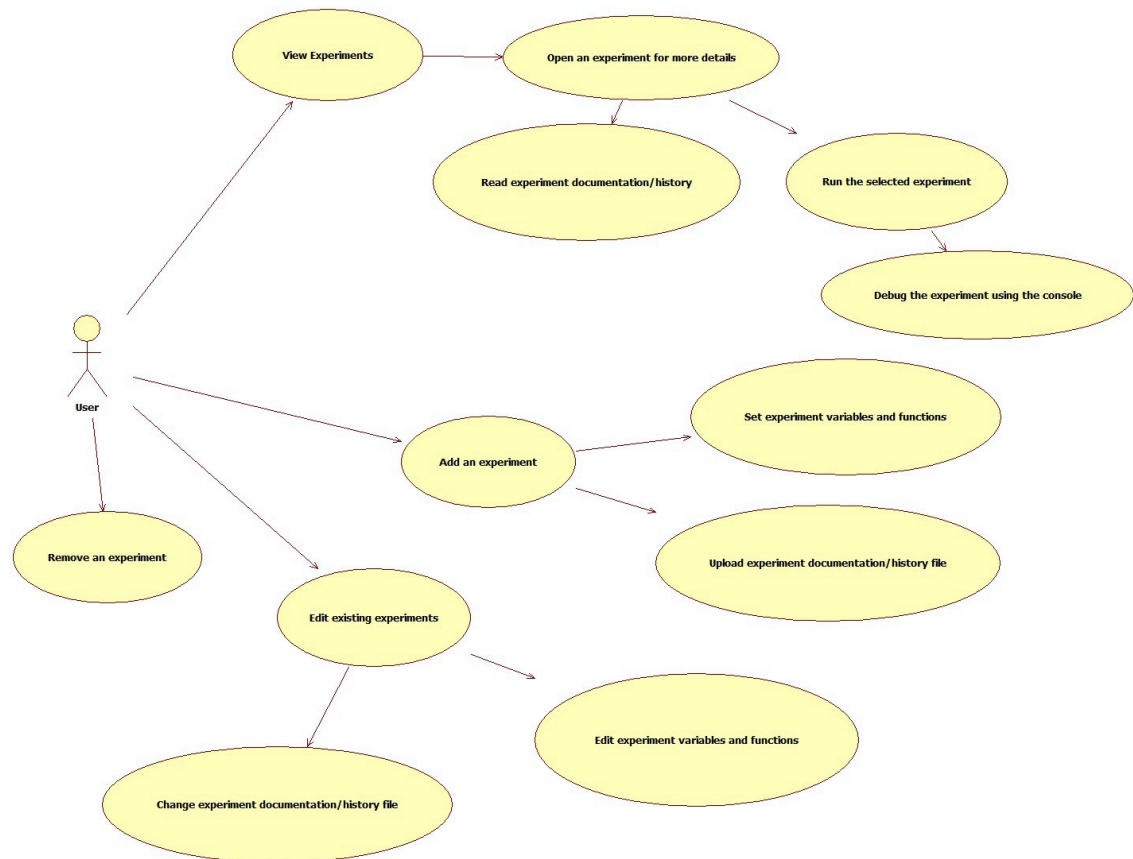 View Experiments
Open an experiment for more details
Read experiment documentation/history
Run the selected experiment
Debug the experiment using the console
User
Set experiment variables and functions
Add an experiment
Remove an experiment
Upload experiment documentation/history file
Edit existing experiments
Edit experiment variables and functions
Change experiment documentation/history file